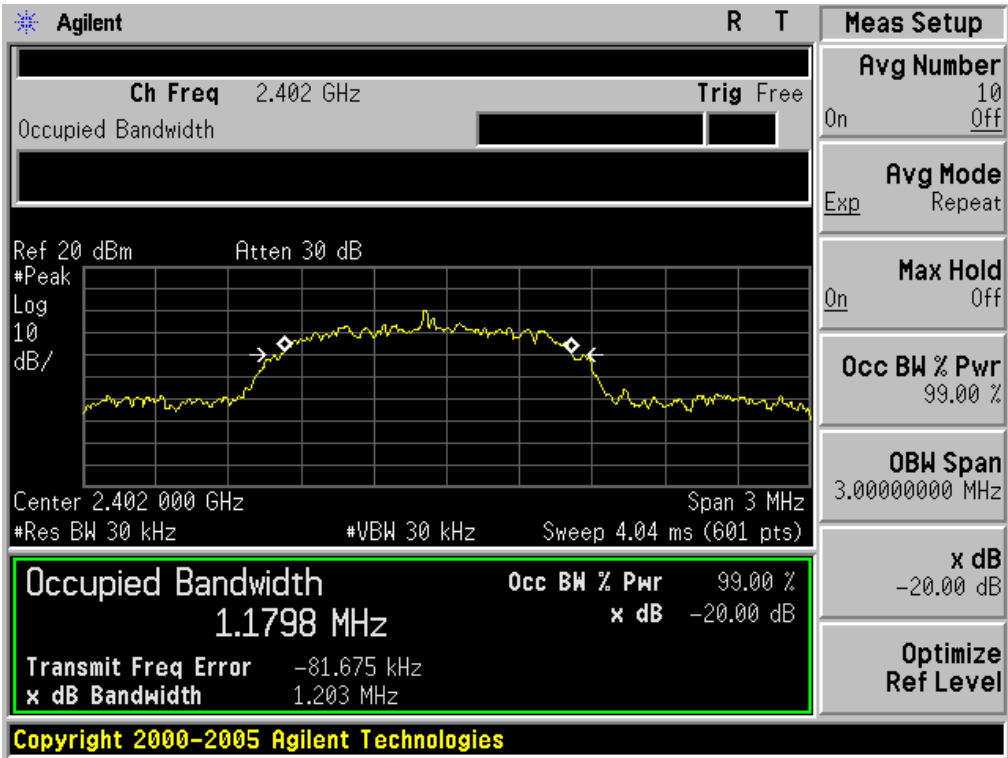 Agilent R T Meas Setup
Avg Number
10
On Off
Ch Freq 2.402 GHz Trig Free
Occupied Bandwidth
Avg Mode
Exp Repeat
Ref 20 dBm Atten 30 dB
#Peak
Log
10
dB/
Max Hold
On Off
Occ BW % Pwr
99.00 %
OBW Span
3.00000000 MHz
Center 2.402 000 GHz Span 3 MHz
#Res BW 30 kHz #VBW 30 kHz Sweep 4.04 ms (601 pts)
x dB
-20.00 dB
Occupied Bandwidth Occ BW % Pwr 99.00 %
1.1798 MHz x dB -20.00 dB
Transmit Freq Error -81.675 kHz
x dB Bandwidth 1.203 MHz
Optimize
Ref Level
Copyright 2000-2005 Agilent Technologies